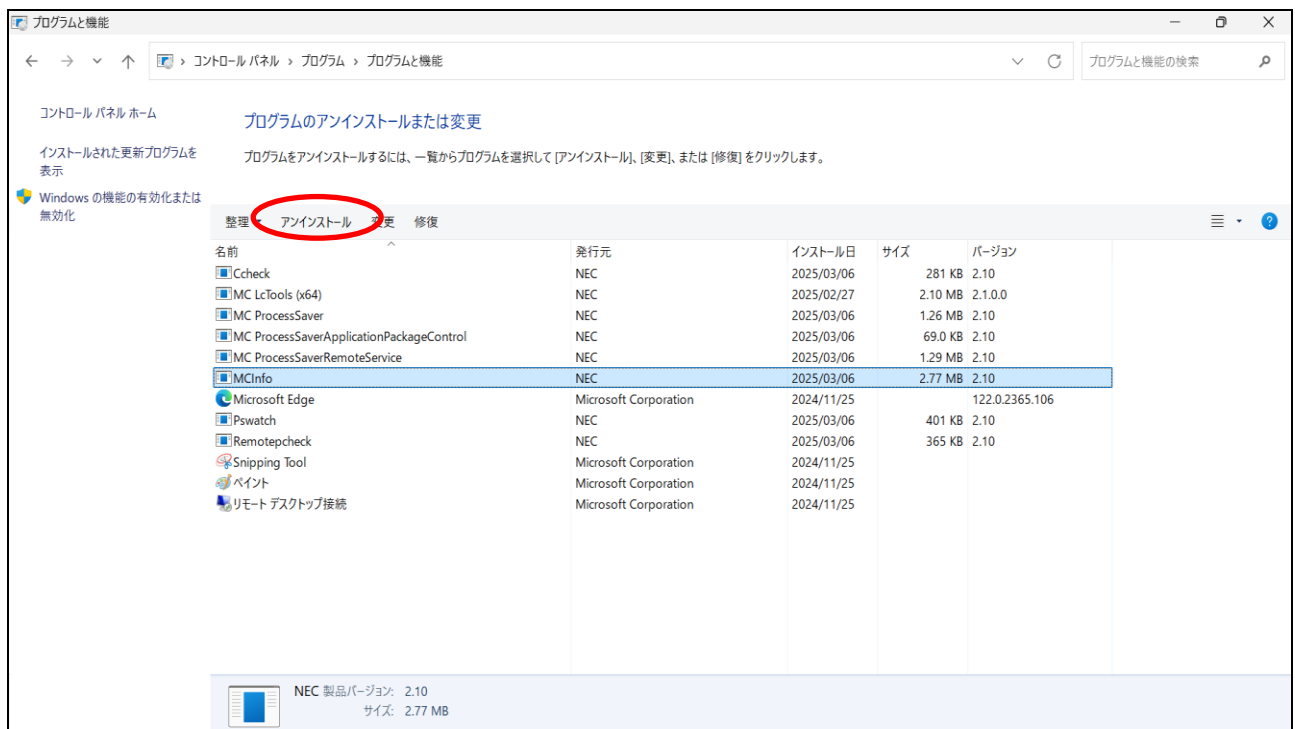 プログラムと機能
コントロール パネル › プログラム › プログラムと機能
プログラムと機能の検索
コントロール パネル ホーム
インストールされた更新プログラムを
表示
Windows の機能の有効化または
無効化
プログラムのアンインストールまたは変更
プログラムをアンインストールするには、一覧からプログラムを選択して [アンインストール]、[変更]、または [修復] をクリックします。
整理 アンインストール 変更 修復
名前 発行元 インストール日 サイズ バージョン
Ccheck NEC 2025/03/06 281 KB 2.10
MC LcTools (x64) NEC 2025/02/27 2.10 MB 2.1.0.0
MC ProcessSaver NEC 2025/03/06 1.26 MB 2.10
MC ProcessSaverApplicationPackageControl NEC 2025/03/06 69.0 KB 2.10
MC ProcessSaverRemoteService NEC 2025/03/06 1.29 MB 2.10
MCInfo NEC 2025/03/06 2.77 MB 2.10
Microsoft Edge Microsoft Corporation 2024/11/25 122.0.2365.106
Pswatch NEC 2025/03/06 401 KB 2.10
Remotepcheck NEC 2025/03/06 365 KB 2.10
Snipping Tool Microsoft Corporation 2024/11/25
ペイント Microsoft Corporation 2024/11/25
リモート デスクトップ接続 Microsoft Corporation 2024/11/25
NEC 製品バージョン: 2.10
サイズ: 2.77 MB